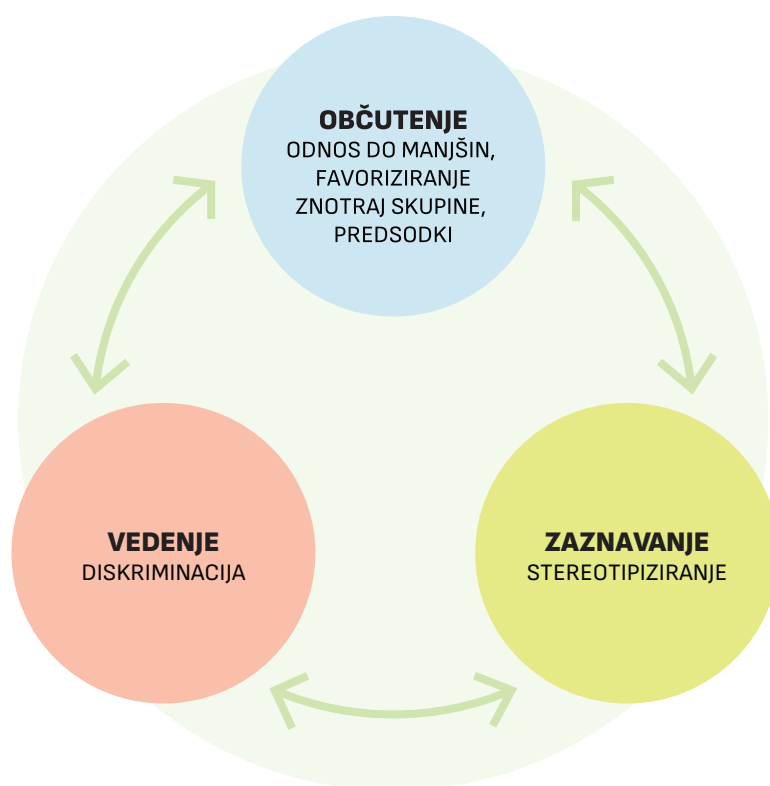 OBČUTENJE
ODNOS DO MANJŠIN,
FAVORIZIRANJE
ZNOTRAJ SKUPINE,
PREDSODKI
VEDENJE
DISKRIMINACIJA
ZAZNAVANJE
STEREOTIPIZIRANJE